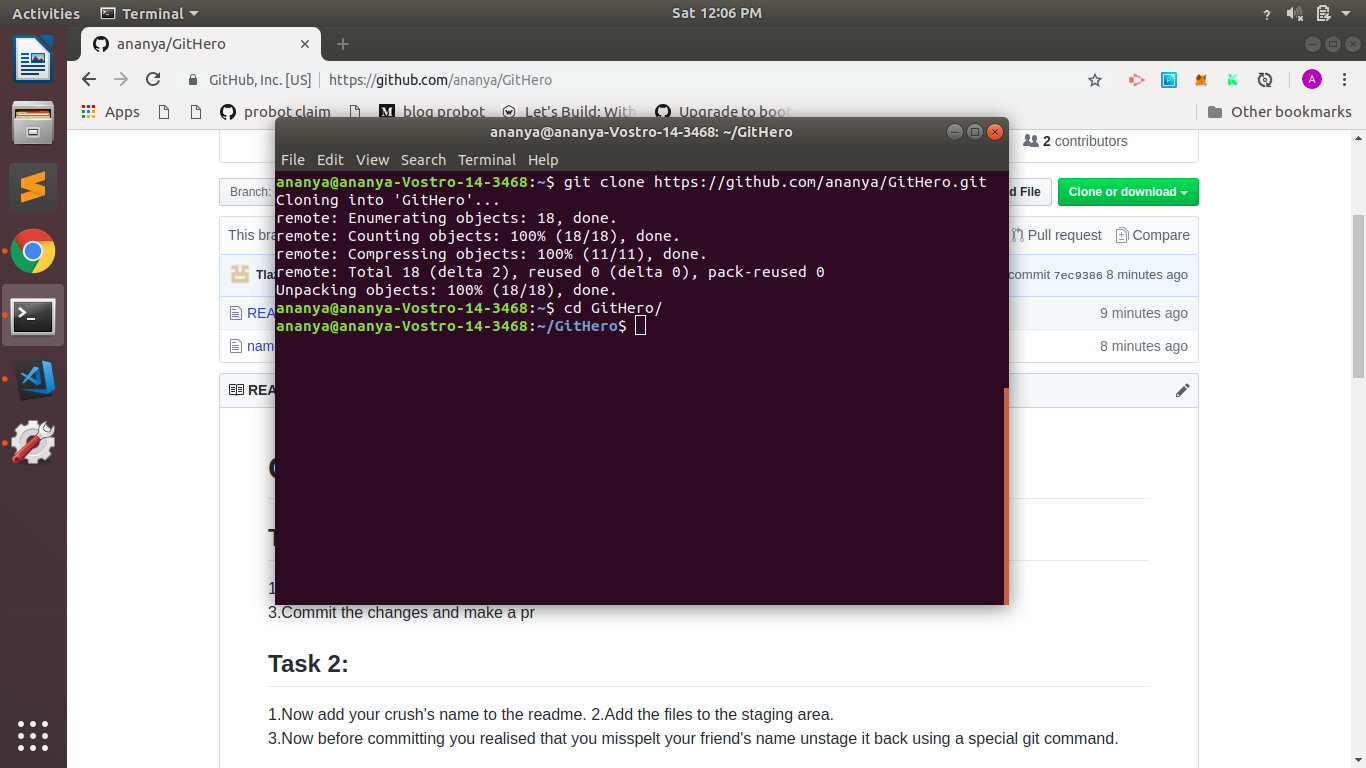 Activities Terminal Sat 12:06 PM
ananya/GitHero
GitHub, Inc. [US] https://github.com/ananya/GitHero A
Apps probot claim blog probot Let's Build: With Upgrade to boot Other bookmarks
ananya@ananya-Vostro-14-3468: ~/GitHero
2 contributors
File Edit View Search Terminal Help
ananya@ananya-Vostro-14-3468:~$ git clone https://github.com/ananya/GitHero.git
Cloning into 'GitHero'...
remote: Enumerating objects: 18, done.
remote: Counting objects: 100% (18/18), done.
remote: Compressing objects: 100% (11/11), done.
remote: Total 18 (delta 2), reused 0 (delta 0), pack-reused 0
Unpacking objects: 100% (18/18), done.
ananya@ananya-Vostro-14-3468:~$ cd GitHero/
ananya@ananya-Vostro-14-3468:~/GitHero$
Branch: d File Clone or download
This bra Pull request Compare
Tla commit 7ec9386 8 minutes ago
REA 9 minutes ago
nam 8 minutes ago
REA
1
3.Commit the changes and make a pr
Task 2:
1.Now add your crush's name to the readme. 2.Add the files to the staging area.
3.Now before committing you realised that you misspelt your friend's name unstage it back using a special git command.